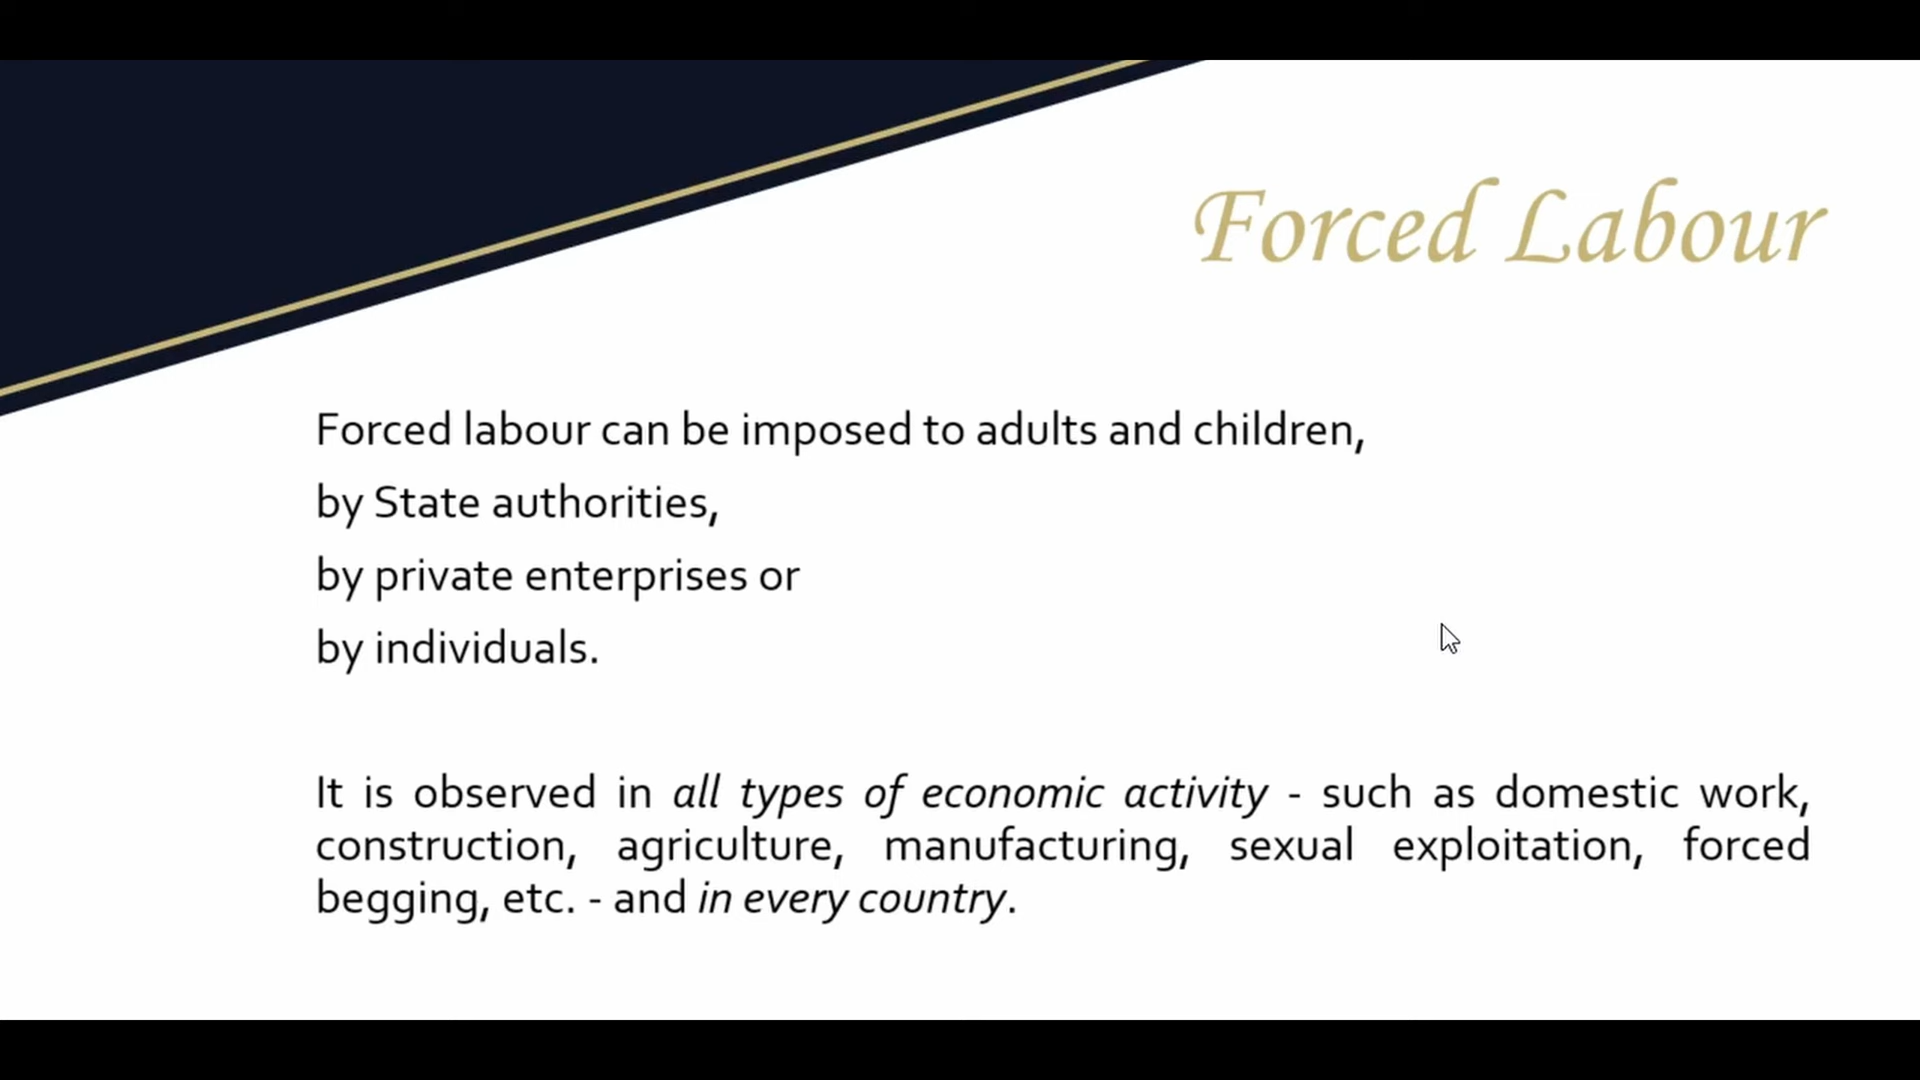 Forced Labour
Forced labour can be imposed to adults and children,
by State authorities,
by private enterprises or
by individuals.
It is observed in all types of economic activity - such as domestic work,
construction, agriculture, manufacturing, sexual exploitation, forced
begging, etc. - and in every country.